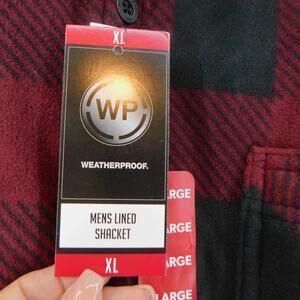 XL
WP
WEATHERPROOF.
MENS LINED
SHACKET
XL
LARGE
ARGE
ARGE
ARGE